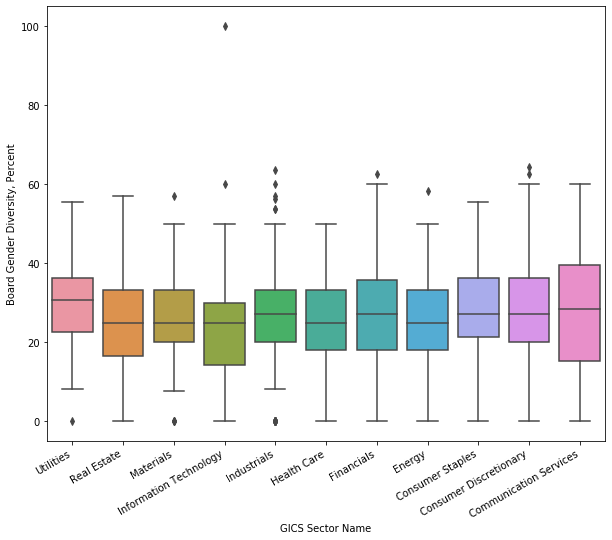 100
80
60
40
20
0
Board Gender Diversity, Percent
Utilities
Real Estate
Materials
Information Technology
Industrials
Health Care
Financials
Energy
Consumer Staples
Consumer Discretionary
Communication Services
GICS Sector Name